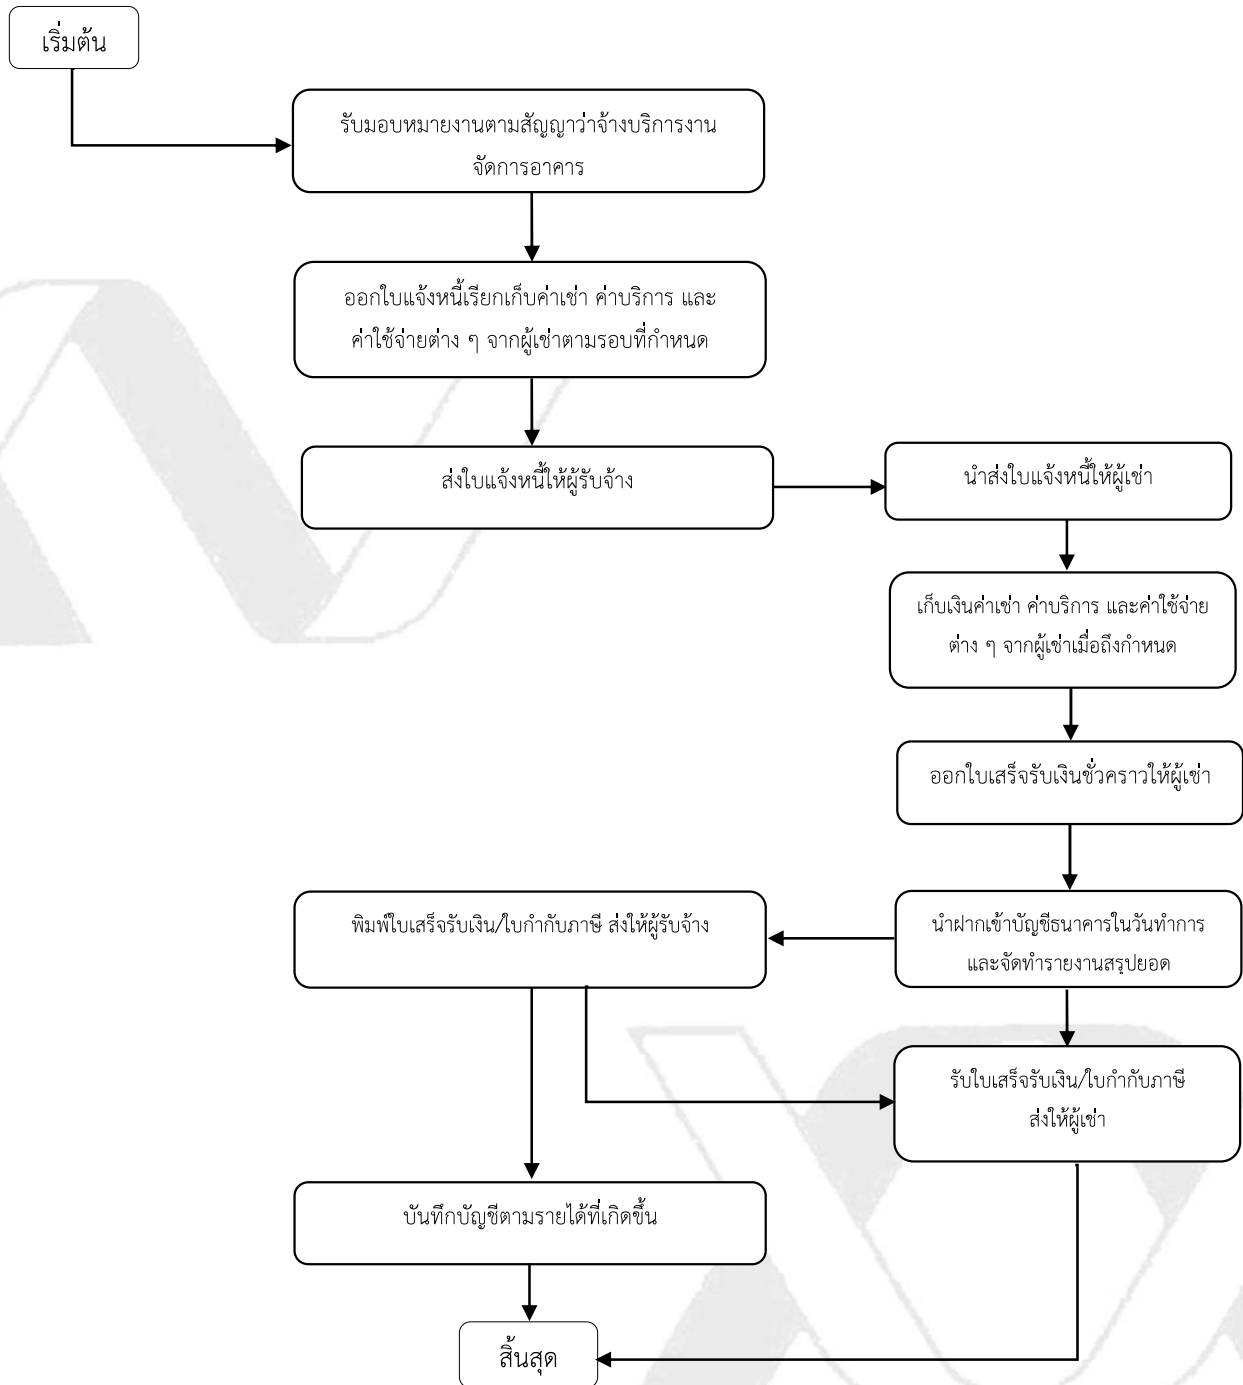 เริ่มต้น
รับมอบหมายงานตามสัญญาว่าจ้างบริการงาน
จัดการอาคาร
ออกใบแจ้งหนี้เรียกเก็บค่าเช่า ค่าบริการ และ
ค่าใช้จ่ายต่าง ๆ จากผู้เช่าตามรอบที่กำหนด
ส่งใบแจ้งหนี้ให้ผู้รับจ้าง
นำส่งใบแจ้งหนี้ให้ผู้เช่า
เก็บเงินค่าเช่า ค่าบริการ และค่าใช้จ่าย
ต่าง ๆ จากผู้เช่าเมื่อถึงกำหนด
ออกใบเสร็จรับเงินชั่วคราวให้ผู้เช่า
นำฝากเข้าบัญชีธนาคารในวันทำการ
และจัดทำรายงานสรุปยอด
พิมพ์ใบเสร็จรับเงิน/ใบกำกับภาษี ส่งให้ผู้รับจ้าง
รับใบเสร็จรับเงิน/ใบกำกับภาษี
ส่งให้ผู้เช่า
บันทึกบัญชีตามรายได้ที่เกิดขึ้น
สิ้นสุด